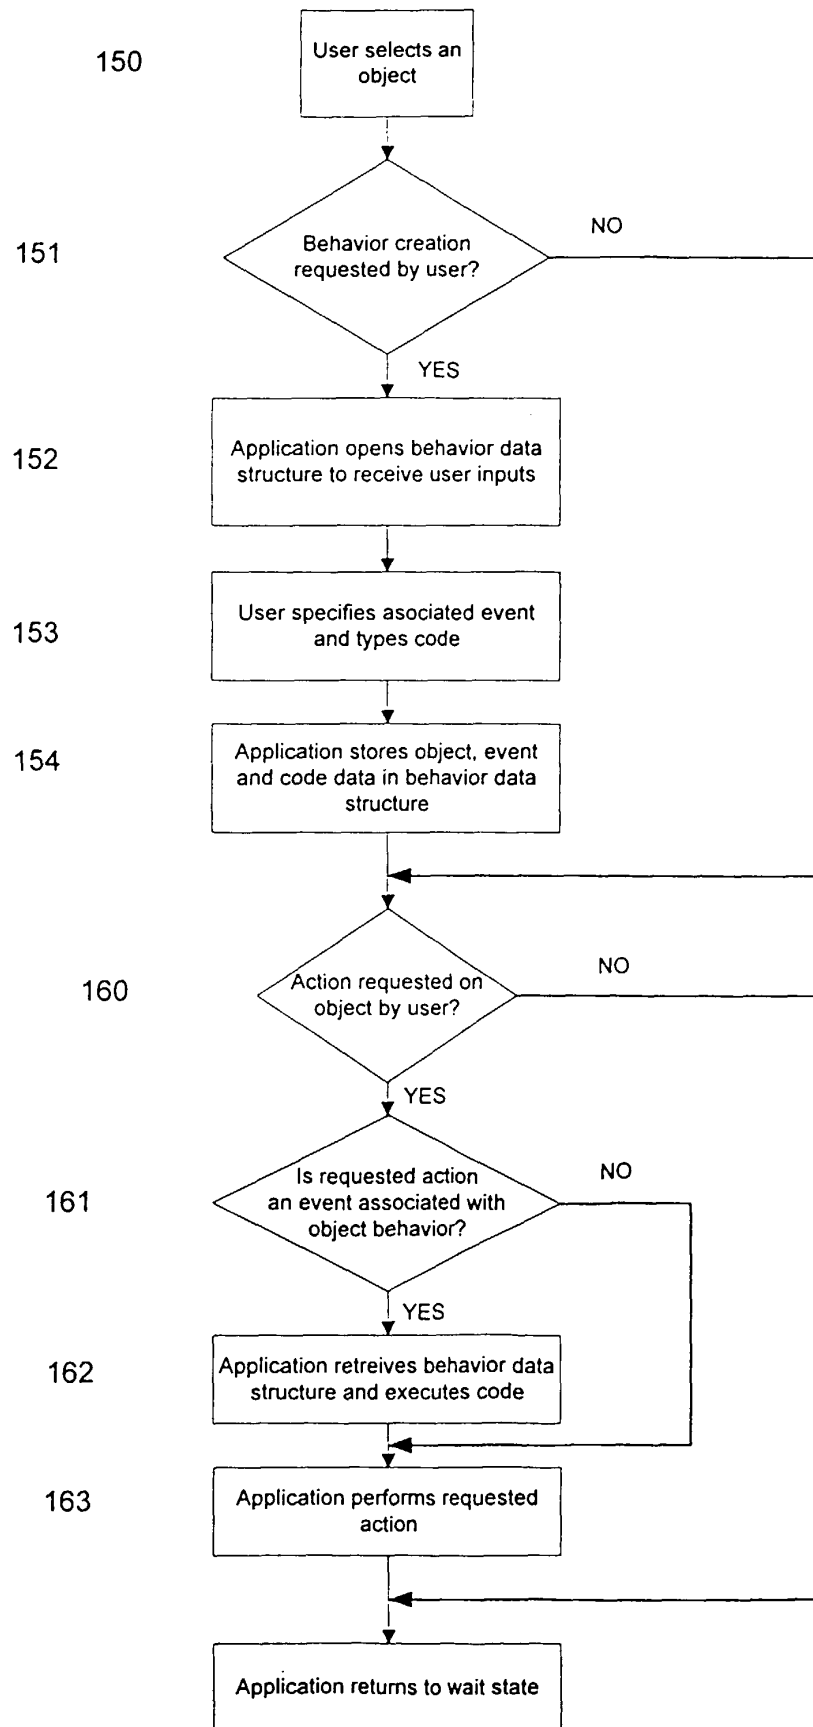 150
User selects an
object
151
Behavior creation
requested by user?
NO
YES
152
Application opens behavior data
structure to receive user inputs
153
User specifies asociated event
and types code
154
Application stores object, event
and code data in behavior data
structure
160
Action requested on
object by user?
NO
YES
161
Is requested action
an event associated with
object behavior?
NO
YES
162
Application retreives behavior data
structure and executes code
163
Application performs requested
action
Application returns to wait state